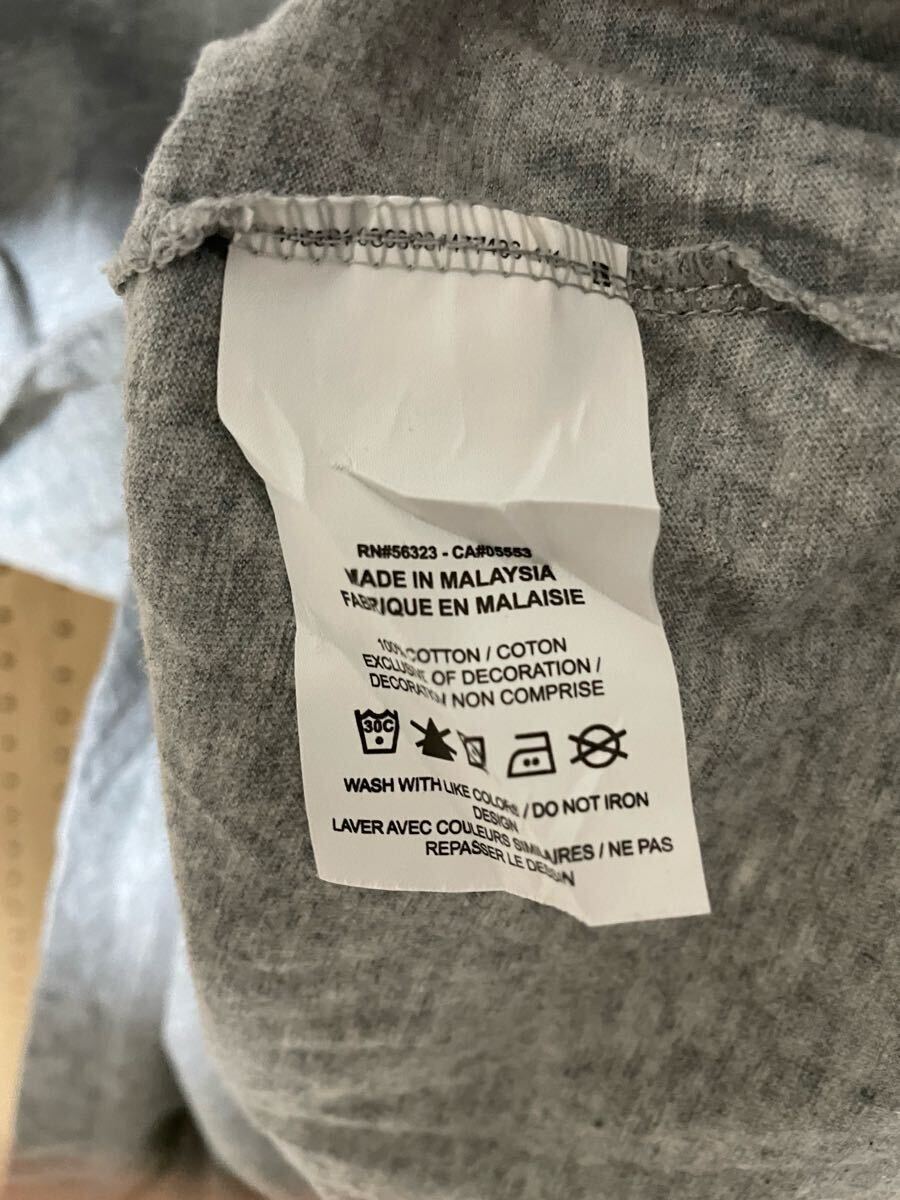 RN#56323 - CA#05553
MADE IN MALAYSIA
FABRIQUE EN MALAISIE
100% COTTON / COTON
EXCLUSIVE OF DECORATION /
DECORATION NON COMPRISE
30C
WASH WITH LIKE COLORS / DO NOT IRON
DESIGN
LAVER AVEC COULEURS SIMILAIRES / NE PAS
REPASSER LE DESSIN